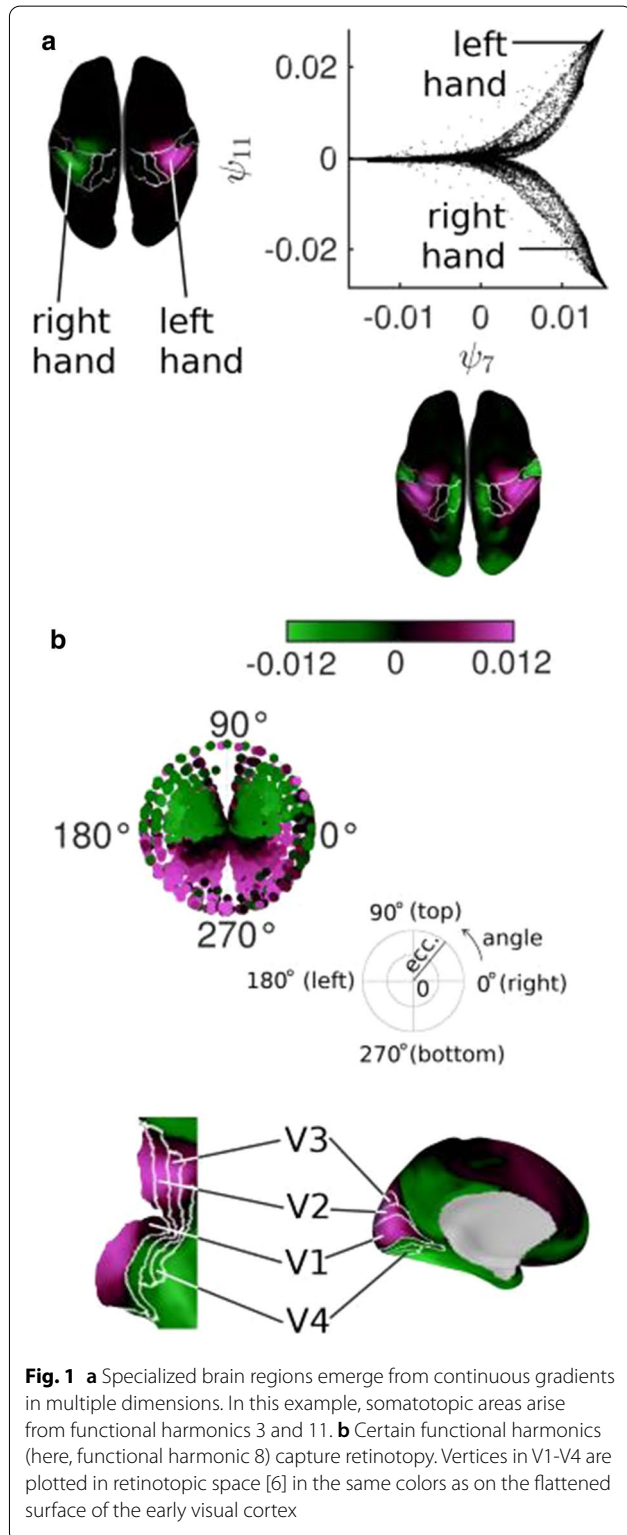 a
left
hand
0.02
ψ11
0
right
hand
-0.02
-0.01 0 0.01
ψ7
right
hand
left
hand
b
-0.012 0 0.012
90°
180° 0°
270°
90° (top)
angle
ecc.
180° (left) 0 0° (right)
270° (bottom)
V3
V2
V1
V4
Fig. 1 a Specialized brain regions emerge from continuous gradients
in multiple dimensions. In this example, somatotopic areas arise
from functional harmonics 3 and 11. b Certain functional harmonics
(here, functional harmonic 8) capture retinotopy. Vertices in V1-V4 are
plotted in retinotopic space [6] in the same colors as on the flattened
surface of the early visual cortex